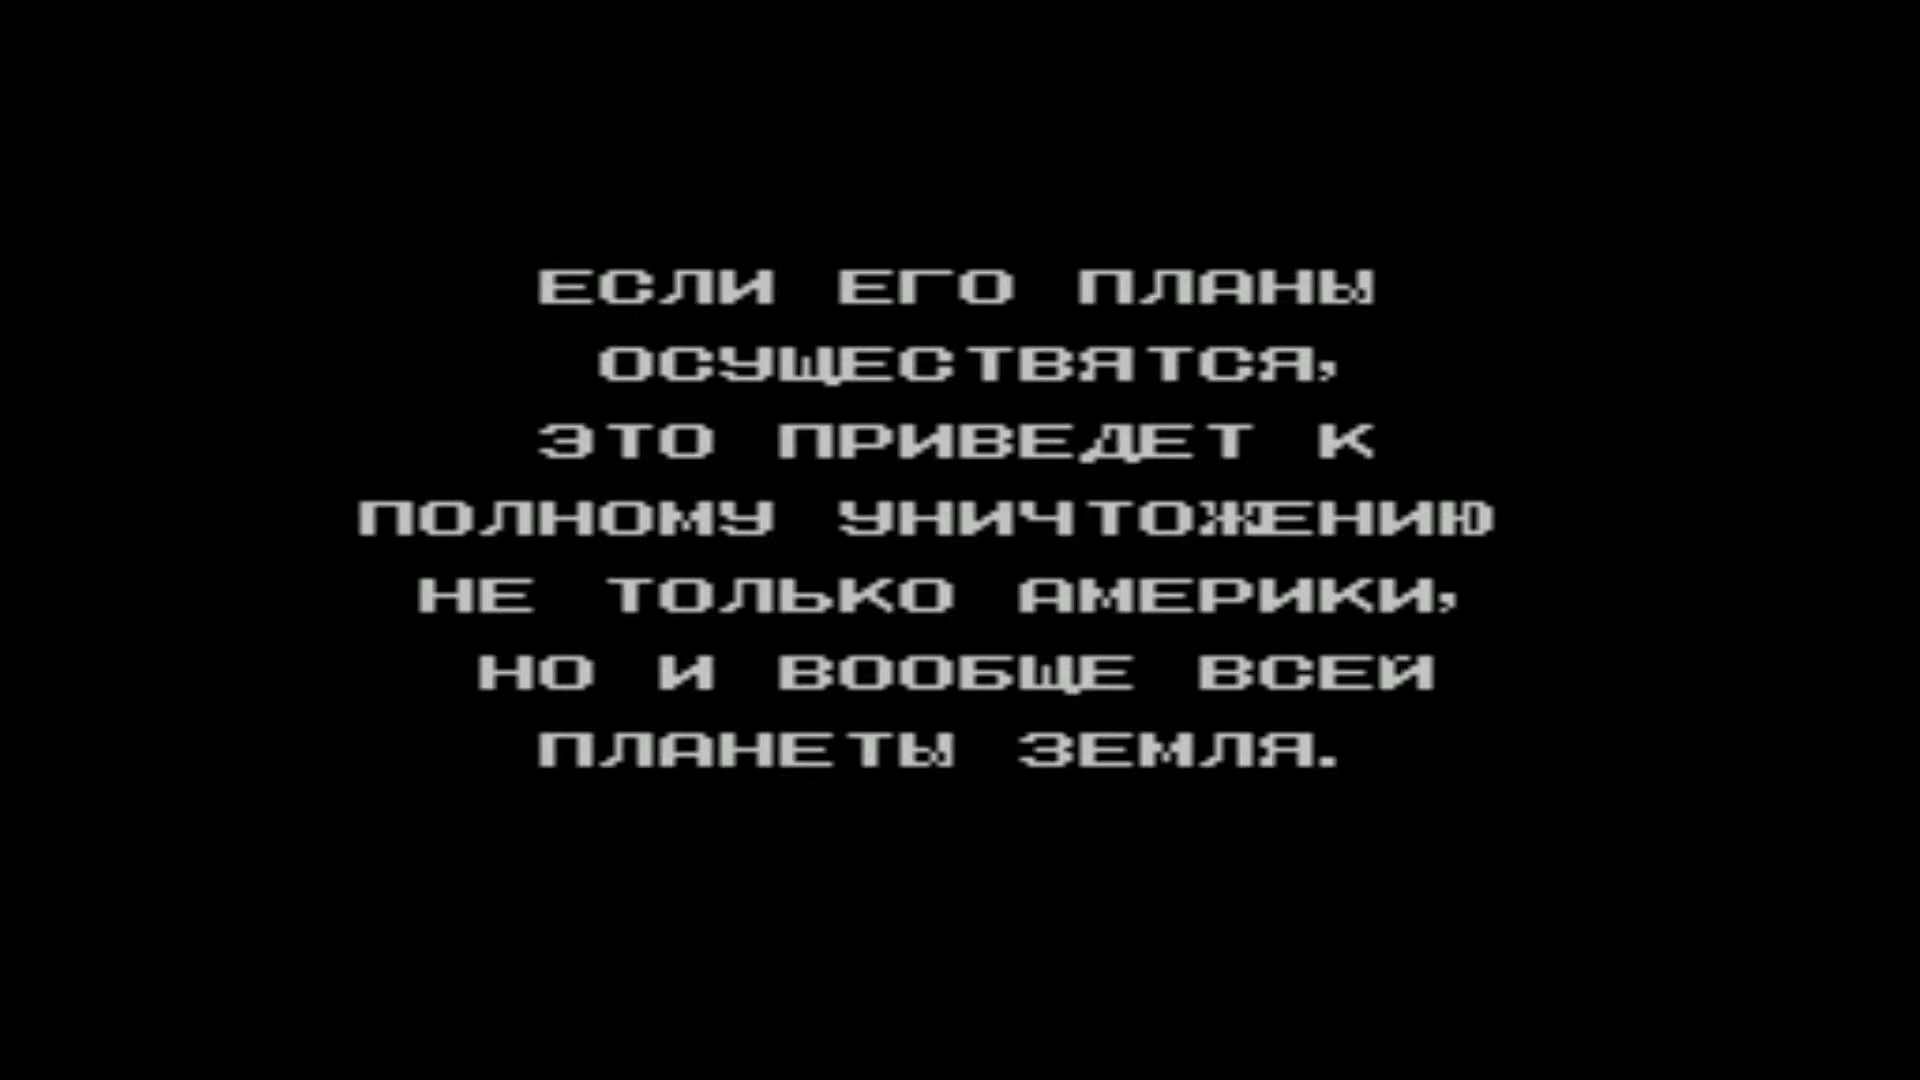 ЕСЛИ ЕГО ПЛАНЫ
ОСУЩЕСТВЯТСЯ,
ЭТО ПРИВЕДЕТ К
ПОЛНОМУ УНИЧТОЖЕНИЮ
НЕ ТОЛЬКО АМЕРИКИ,
НО И ВООБЩЕ ВСЕЙ
ПЛАНЕТЫ ЗЕМЛЯ.